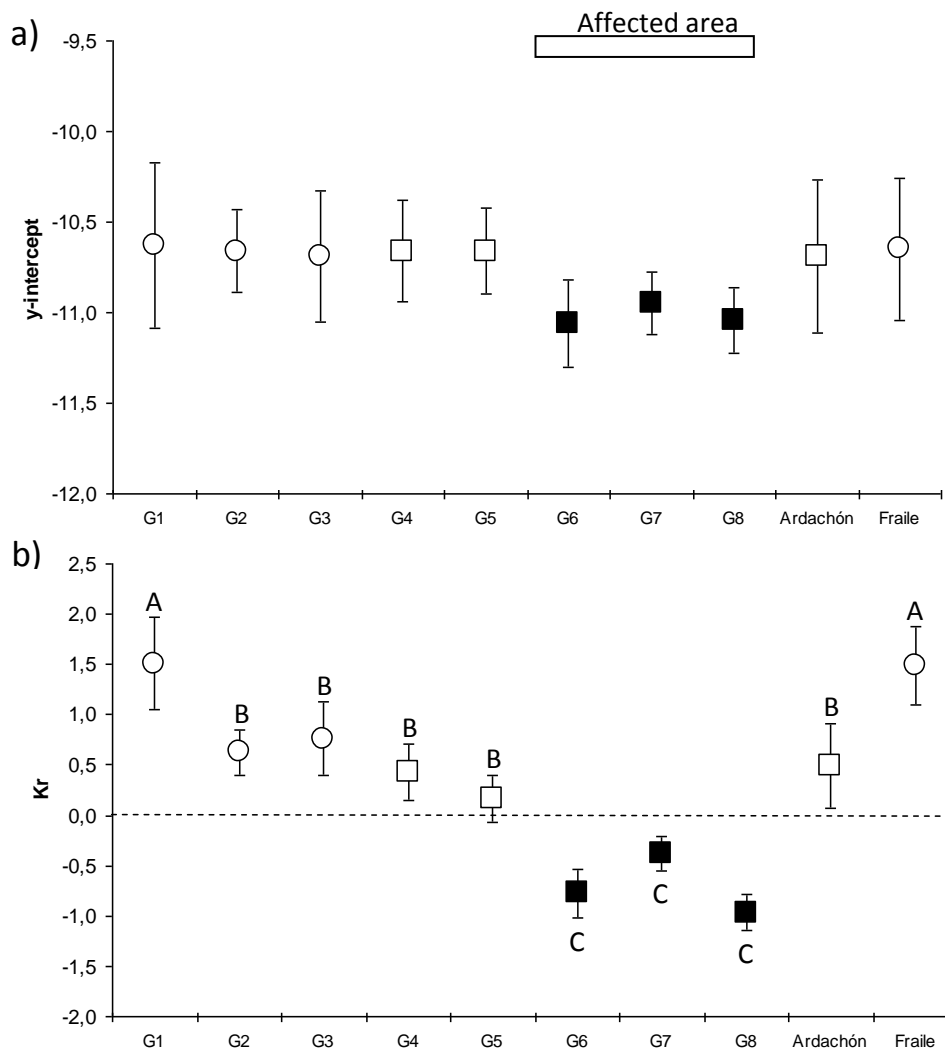 a)
Affected area
-9,5
-10,0
-10,5
-11,0
-11,5
-12,0
y-intercept
G1 G2 G3 G4 G5 G6 G7 G8 Ardachón Fraile
b)
2,5
2,0
1,5
1,0
0,5
0,0
-0,5
-1,0
-1,5
-2,0
Kr
A B B B B C C C B A
G1 G2 G3 G4 G5 G6 G7 G8 Ardachón Fraile